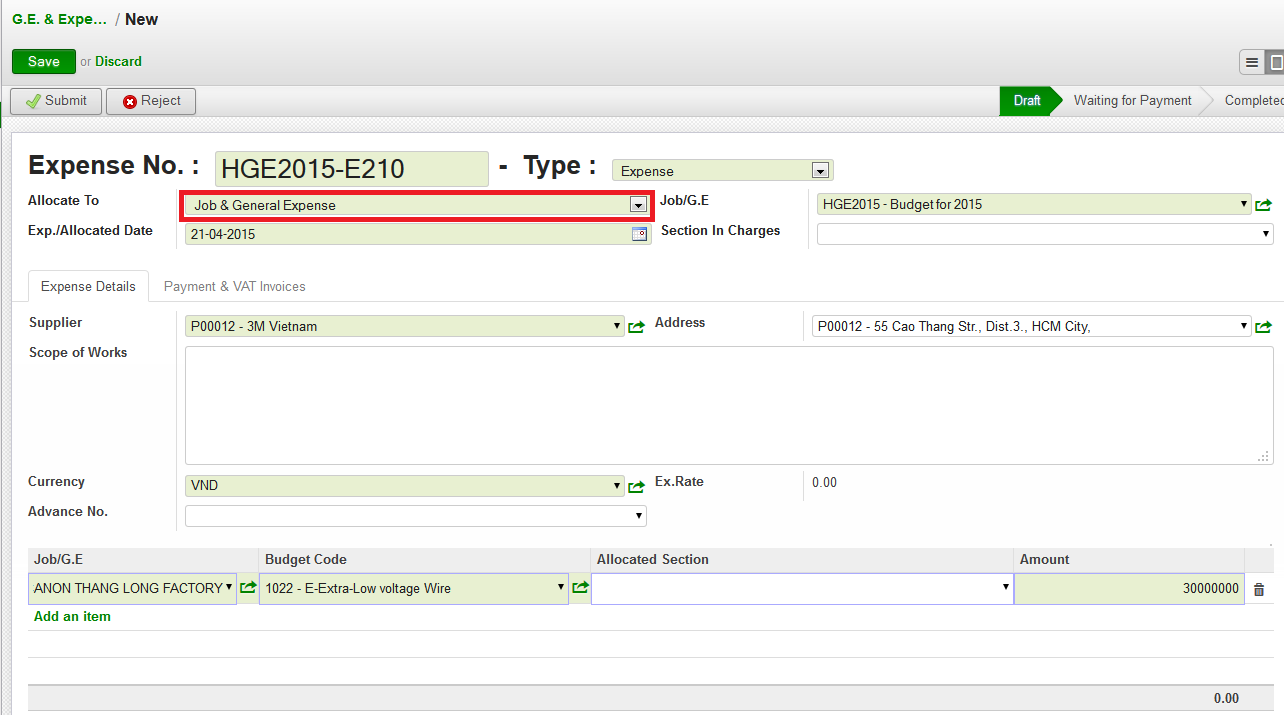 G.E. & Expe... / New
Save or Discard
Submit Reject Draft Waiting for Payment Completed
Expense No. : HGE2015-E210 - Type : Expense
Allocate To Job & General Expense Job/G.E HGE2015 - Budget for 2015
Exp./Allocated Date 21-04-2015 Section In Charges
Expense Details Payment & VAT Invoices
Supplier P00012 - 3M Vietnam Address P00012 - 55 Cao Thang Str., Dist.3., HCM City,
Scope of Works
Currency VND Ex.Rate 0.00
Advance No.
Job/G.E Budget Code Allocated Section Amount
ANON THANG LONG FACTORY 1022 - E-Extra-Low voltage Wire 30000000
Add an item
0.00